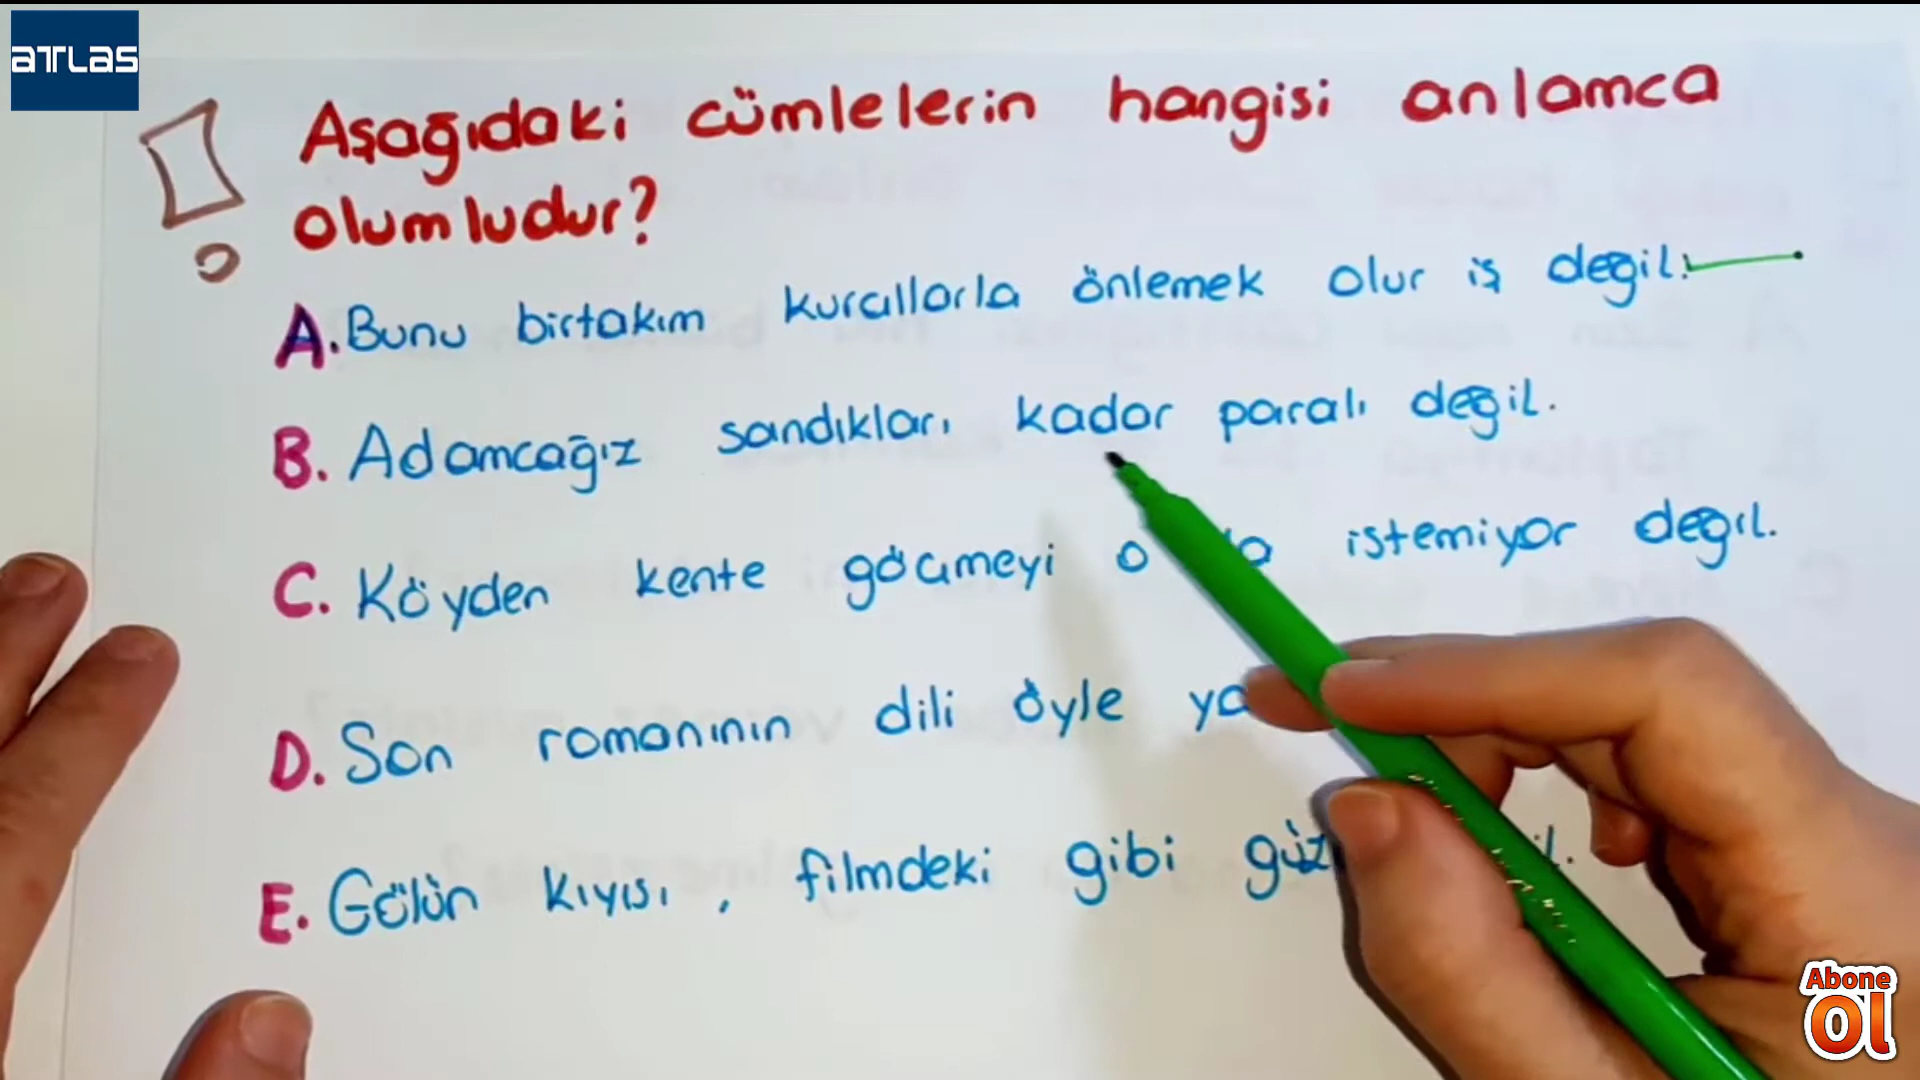 ATLAS
Aşağıdaki cümlelerin hangisi anlamca
olumludur?
A. Bunu birtakım kurallarla önlemek olur iş değil.
B. Adamcağız sandıkları kadar paralı değil.
C. Köyden kente göçmeyi istemiyor değil.
D. Son romanının dili öyle
E. Gölün kıyısı, filmdeki gibi
Abone
Ol